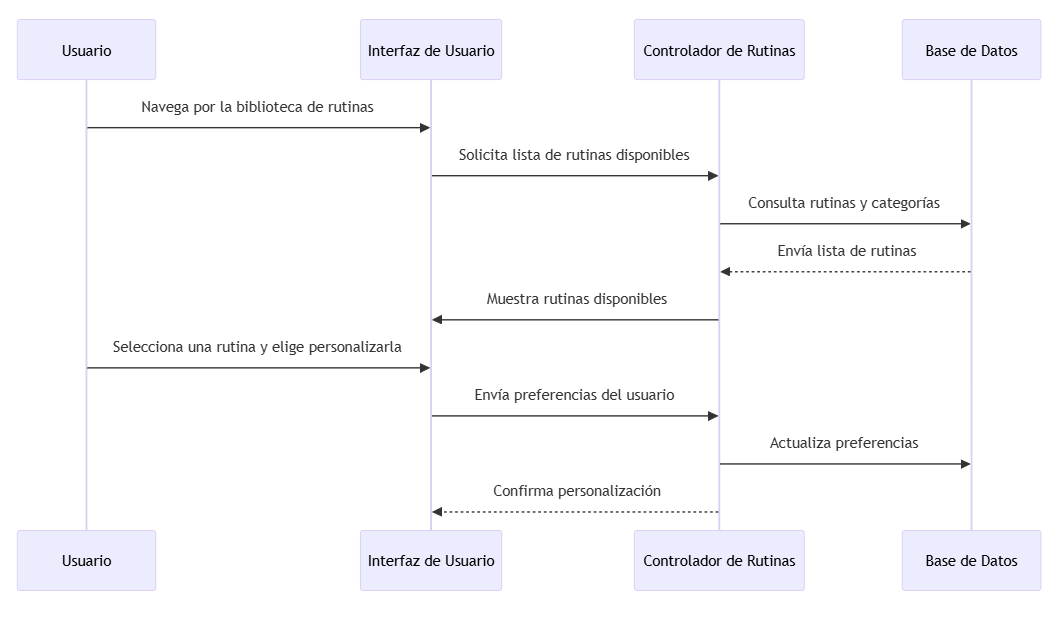 Usuario
Interfaz de Usuario
Controlador de Rutinas
Base de Datos
Navega por la biblioteca de rutinas
Solicita lista de rutinas disponibles
Consulta rutinas y categorías
Envía lista de rutinas
Muestra rutinas disponibles
Selecciona una rutina y elige personalizarla
Envía preferencias del usuario
Actualiza preferencias
Confirma personalización
Usuario
Interfaz de Usuario
Controlador de Rutinas
Base de Datos